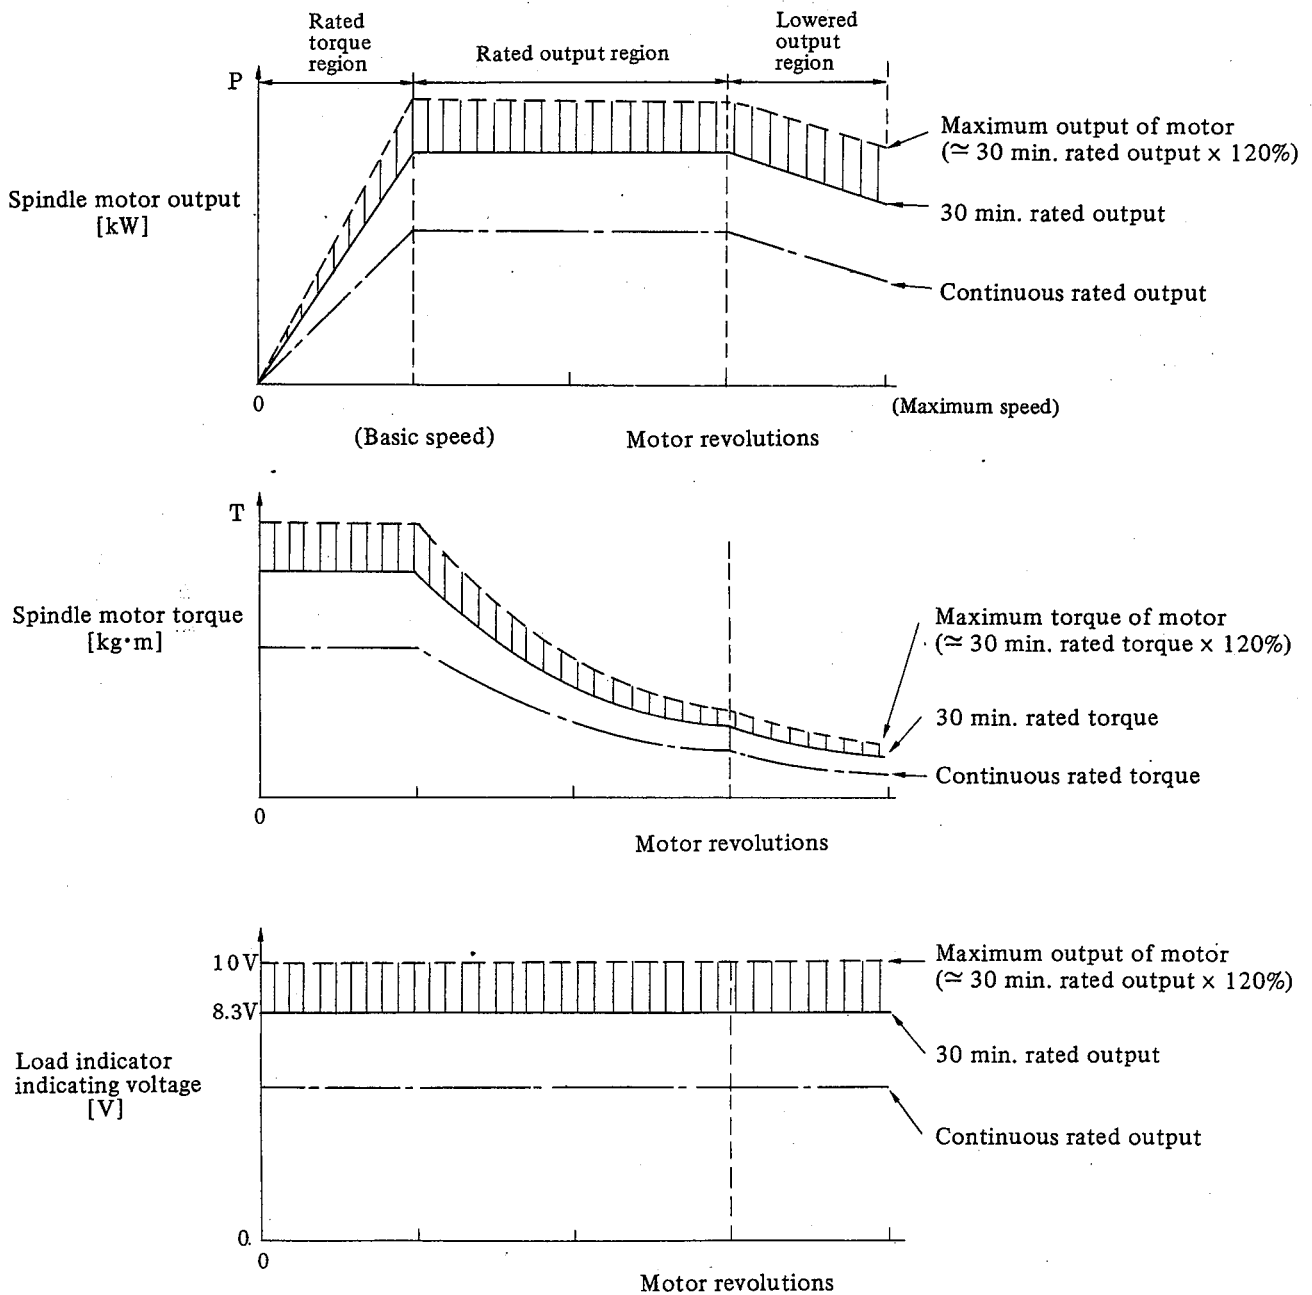 Rated
torque
region
Rated output region
Lowered
output
region
P
Spindle motor output
[kW]
Maximum output of motor
(≃ 30 min. rated output × 120%)
30 min. rated output
Continuous rated output
0
(Maximum speed)
(Basic speed)
Motor revolutions
T
Spindle motor torque
[kg•m]
Maximum torque of motor
(≃ 30 min. rated torque × 120%)
30 min. rated torque
Continuous rated torque
0
Motor revolutions
10V
8.3V
Load indicator
indicating voltage
[V]
Maximum output of motor
(≃ 30 min. rated output × 120%)
30 min. rated output
Continuous rated output
0.
0
Motor revolutions